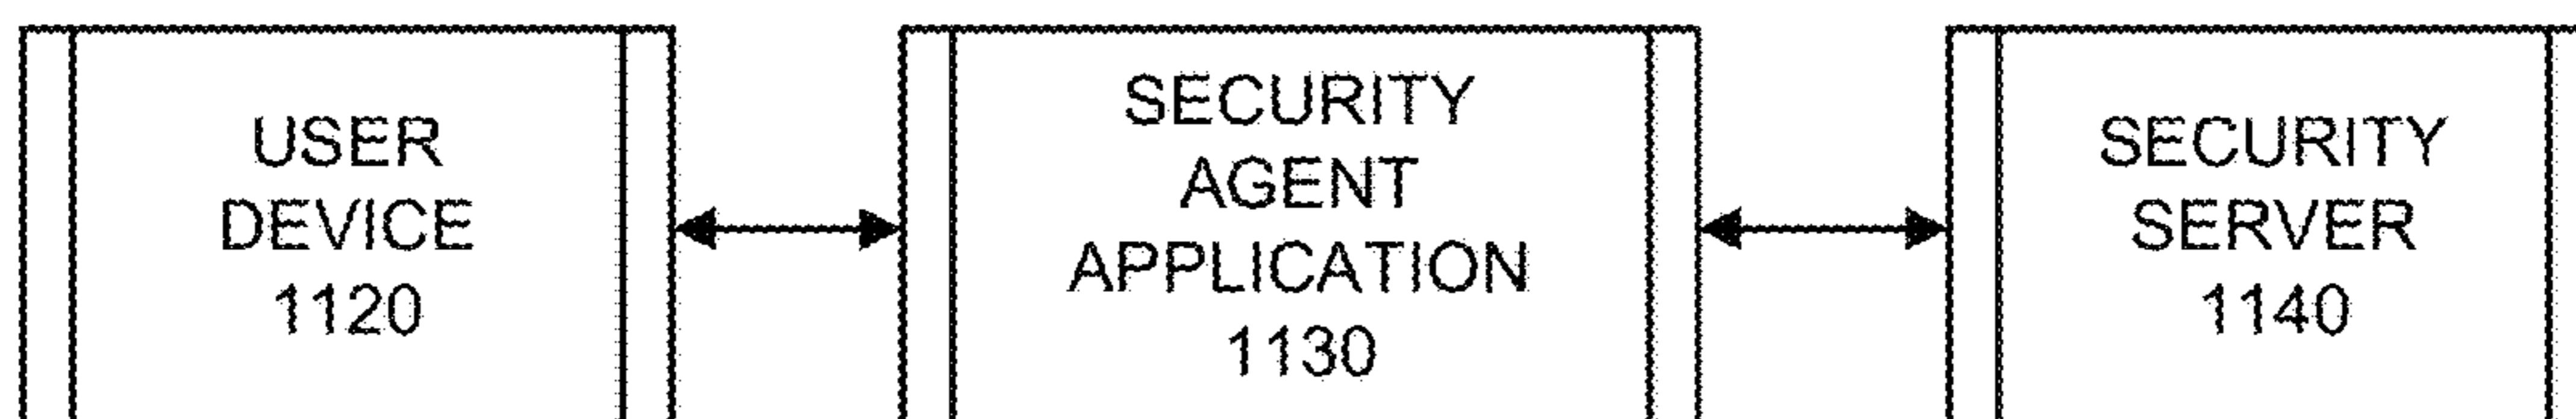 USER
DEVICE
1120
SECURITY
AGENT
APPLICATION
1130
SECURITY
SERVER
1140